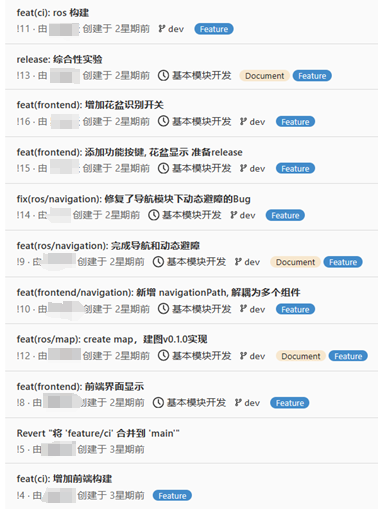 feat(ci): ros 构建
!11 · 由 创建于 2星期前 dev Feature
release: 综合性实验
!13 · 由 创建于 2星期前 基本模块开发 Document Feature
feat(frontend): 增加花盆识别开关
!16 · 由 创建于 2星期前 基本模块开发 dev Feature
feat(frontend): 添加功能按键, 花盆显示 准备release
!15 · 由 创建于 2星期前 基本模块开发 dev Feature
fix(ros/navigation): 修复了导航模块下动态避障的Bug
!14 · 由 创建于 2星期前 基本模块开发 dev Feature
feat(ros/navigation): 完成导航和动态避障
!9 · 由 创建于 2星期前 基本模块开发 dev Document Feature
feat(frontend/navigation): 新增 navigationPath, 解耦为多个组件
!10 · 由 创建于 2星期前 基本模块开发 dev Feature
feat(ros/map): create map，建图v0.1.0实现
!12 · 由 创建于 2星期前 基本模块开发 dev Document Feature
feat(frontend): 前端界面显示
!8 · 由 创建于 2星期前 基本模块开发 dev Feature
Revert "将 'feature/ci' 合并到 'main'"
!5 · 由 创建于 3星期前
feat(ci): 增加前端构建
!4 · 由 创建于 3星期前 Feature